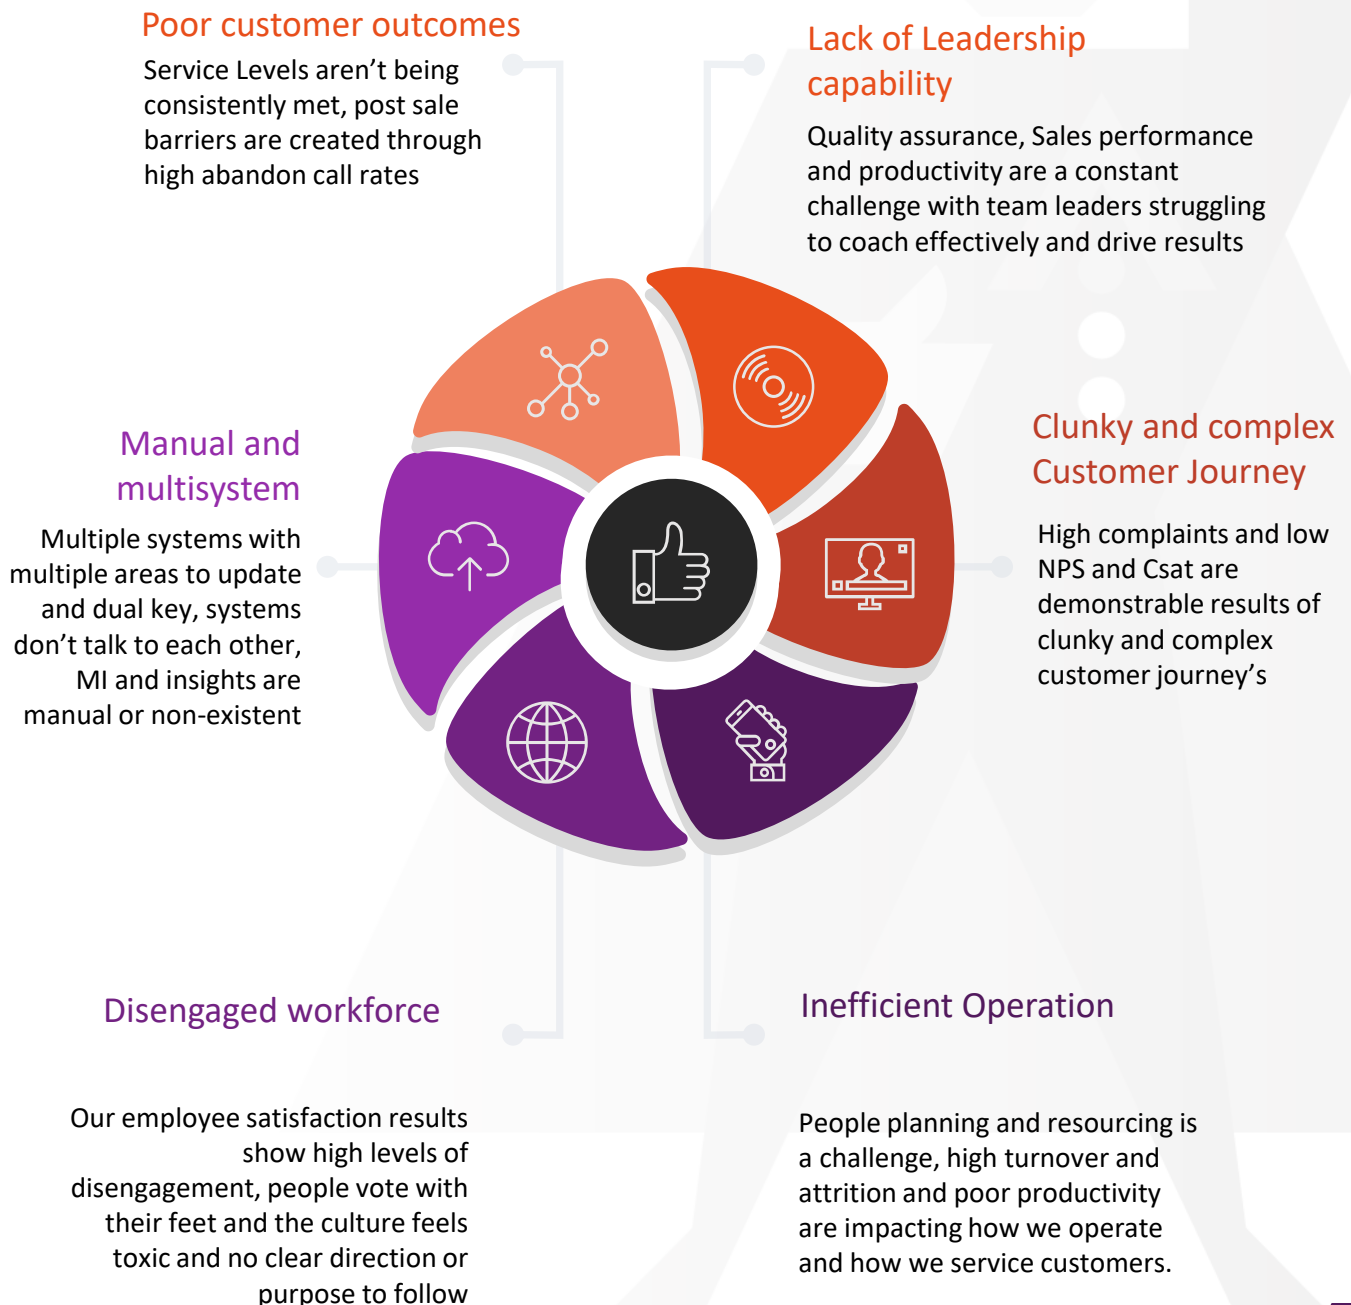 Poor customer outcomes
Service Levels aren’t being
consistently met, post sale
barriers are created through
high abandon call rates
Lack of Leadership
capability
Quality assurance, Sales performance
and productivity are a constant
challenge with team leaders struggling
to coach effectively and drive results
Manual and
multisystem
Multiple systems with
multiple areas to update
and dual key, systems
don’t talk to each other,
MI and insights are
manual or non-existent
Clunky and complex
Customer Journey
High complaints and low
NPS and Csat are
demonstrable results of
clunky and complex
customer journey’s
Disengaged workforce
Our employee satisfaction results
show high levels of
disengagement, people vote with
their feet and the culture feels
toxic and no clear direction or
purpose to follow
Inefficient Operation
People planning and resourcing is
a challenge, high turnover and
attrition and poor productivity
are impacting how we operate
and how we service customers.